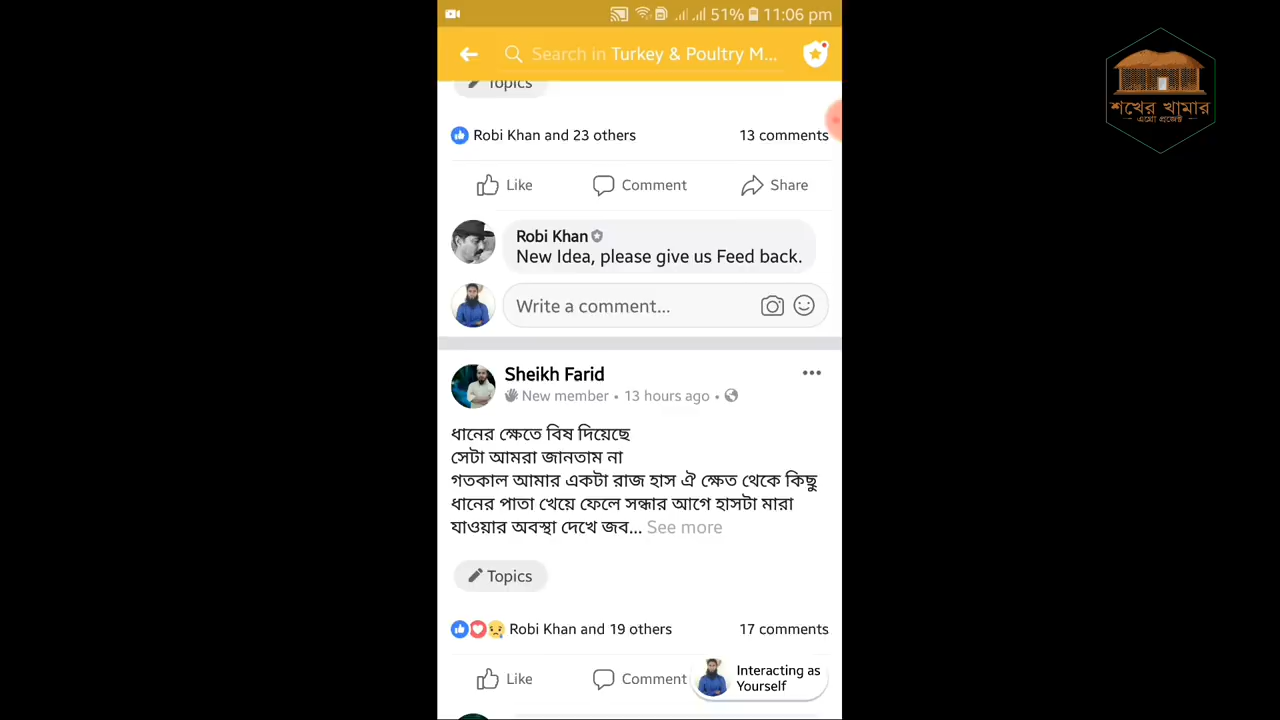 51% 11:06 pm
Search in Turkey & Poultry M...
Topics
Robi Khan and 23 others 13 comments
Like Comment Share
Robi Khan
New Idea, please give us Feed back.
Write a comment...
Sheikh Farid
New member • 13 hours ago •
ধানের ক্ষেতে বিষ দিয়েছে
সেটা আমরা জানতাম না
গতকাল আমার একটা রাজ হাস ঐ ক্ষেত থেকে কিছু
ধানের পাতা খেয়ে ফেলে সন্ধার আগে হাসটা মারা
যাওয়ার অবস্থা দেখে জব... See more
Topics
Robi Khan and 19 others 17 comments
Like Comment
Interacting as
Yourself
শখের খামার
এগ্রো প্রজেক্ট